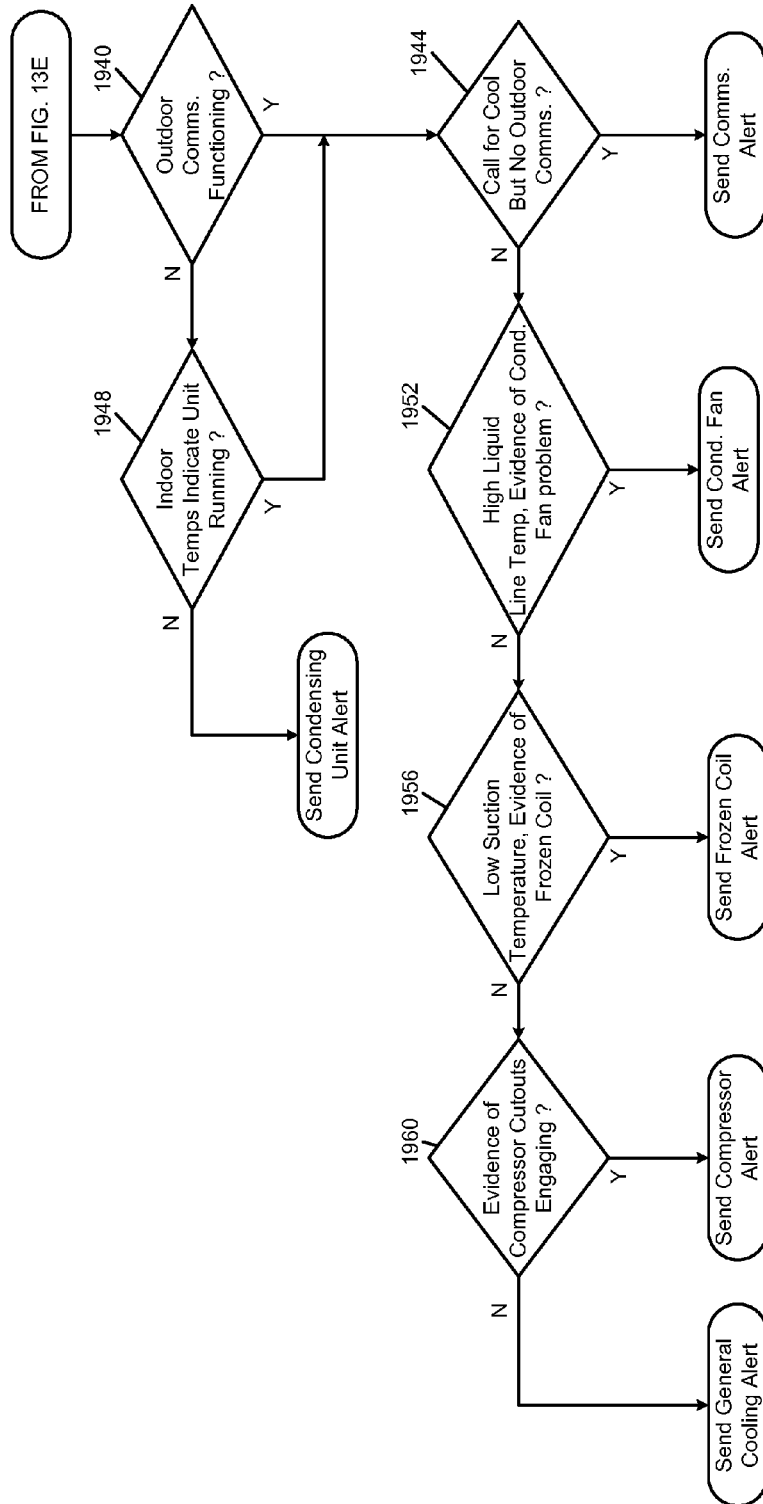 FROM FIG. 13E
1940
Outdoor
Comms.
Functioning ?
Y
N
1948
Indoor
Temps Indicate Unit
Running ?
Y
N
Send Condensing
Unit Alert
1944
Call for Cool
But No Outdoor
Comms. ?
Y
N
Send Comms.
Alert
1952
High Liquid
Line Temp, Evidence of Cond.
Fan problem ?
Y
N
Send Cond. Fan
Alert
1956
Low Suction
Temperature, Evidence of
Frozen Coil ?
Y
N
Send Frozen Coil
Alert
1960
Evidence of
Compressor Cutouts
Engaging ?
Y
N
Send Compressor
Alert
Send General
Cooling Alert